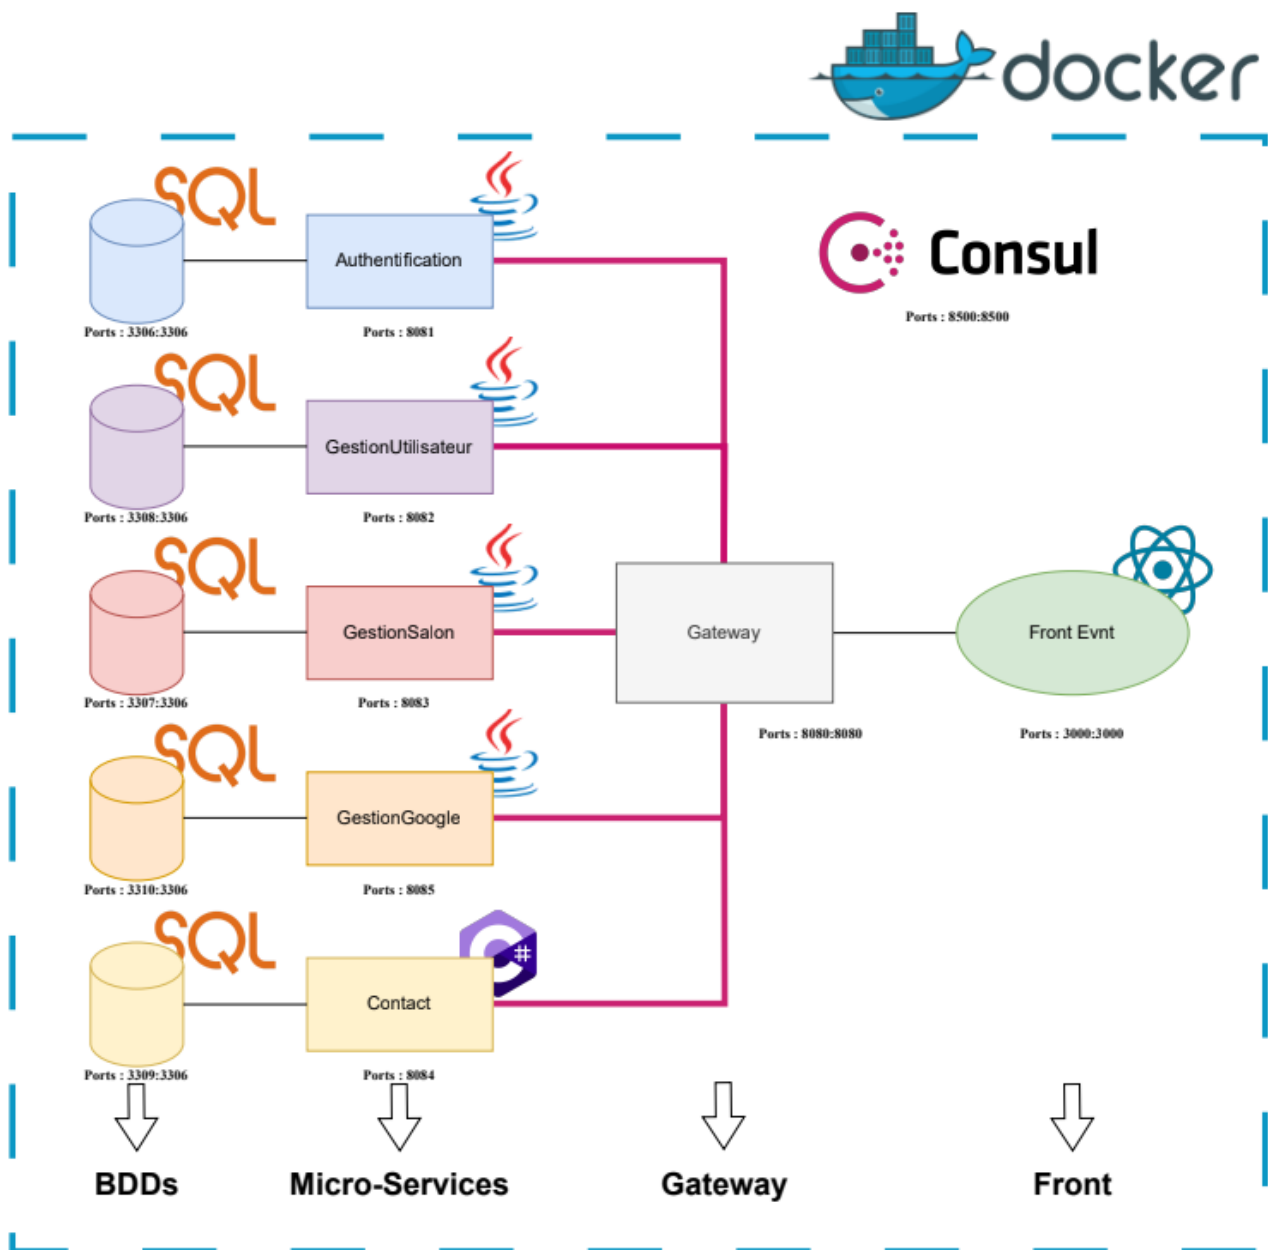 docker
SQL
Authentification
Ports : 3306:3306
Ports : 8081
Consul
Ports : 8500:8500
SQL
GestionUtilisateur
Ports : 3308:3306
Ports : 8082
SQL
GestionSalon
Ports : 3307:3306
Ports : 8083
Gateway
Ports : 8080:8080
Front Evnt
Ports : 3000:3000
SQL
GestionGoogle
Ports : 3310:3306
Ports : 8085
SQL
C#
Contact
Ports : 3309:3306
Ports : 8084
BDDs
Micro-Services
Gateway
Front